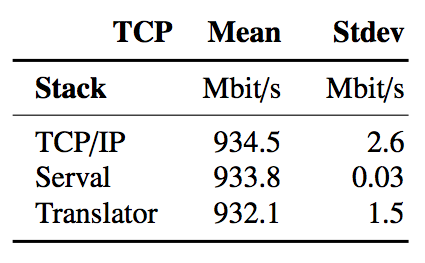 TCP Mean Stdev
Stack Mbit/s Mbit/s
TCP/IP 934.5 2.6
Serval 933.8 0.03
Translator 932.1 1.5